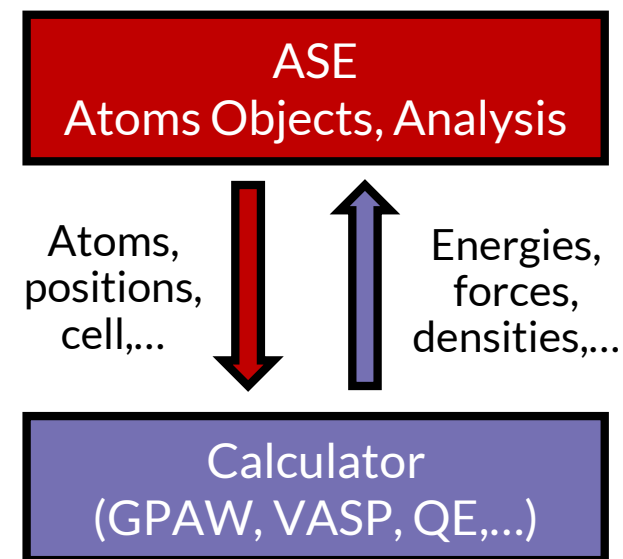 ASE
Atoms Objects, Analysis
Atoms,
positions,
cell,...
Energies,
forces,
densities,...
Calculator
(GPAW, VASP, QE,...)